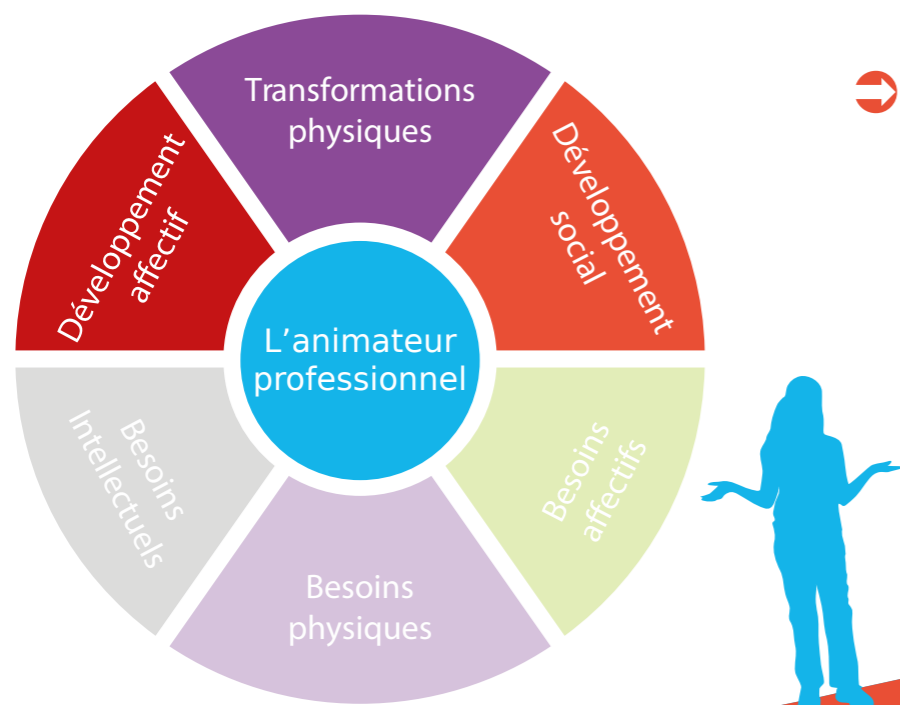 Transformations
physiques
Développement
social
Besoins
affectifs
Besoins
physiques
Besoins
Intellectuels
Développement
affectif
L’animateur
professionnel